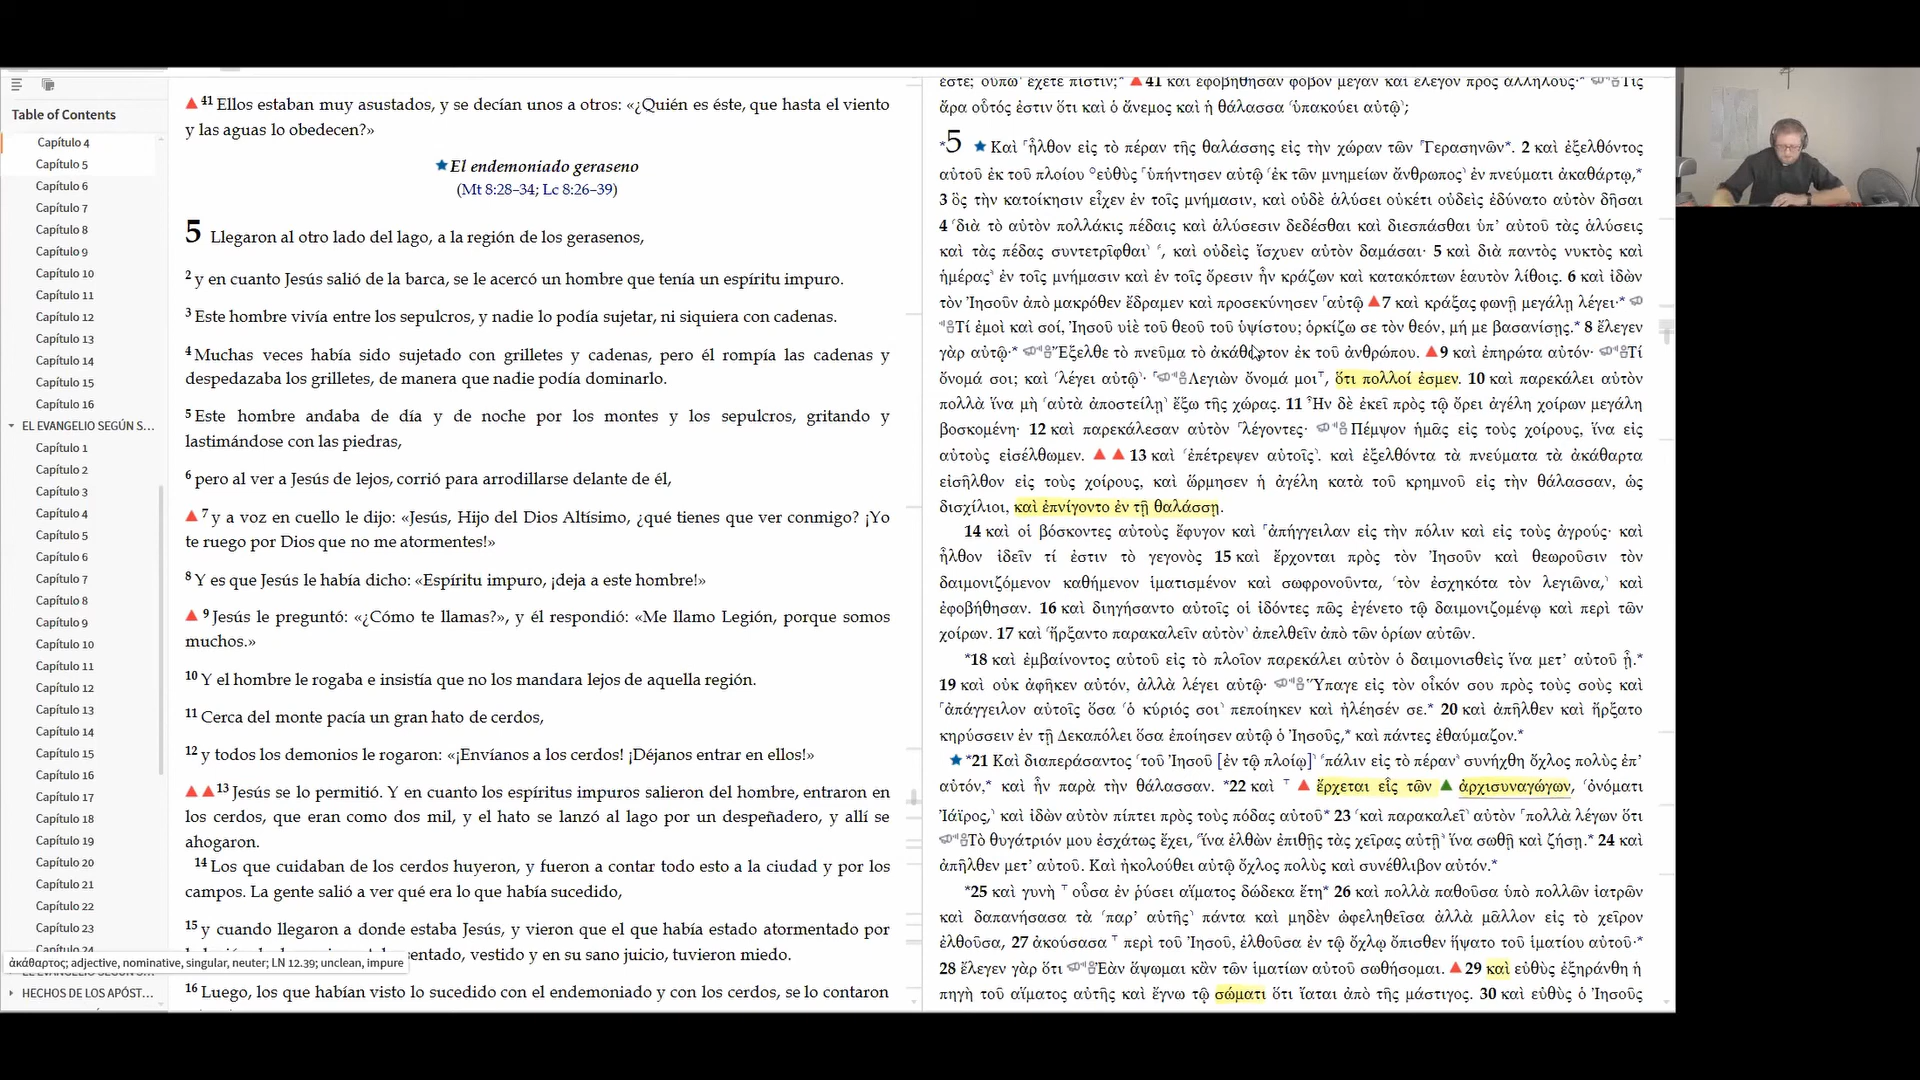 Table of Contents
Capítulo 4
Capítulo 5
Capítulo 6
Capítulo 7
Capítulo 8
Capítulo 9
Capítulo 10
Capítulo 11
Capítulo 12
Capítulo 13
Capítulo 14
Capítulo 15
Capítulo 16
EL EVANGELIO SEGÚN S...
Capítulo 1
Capítulo 2
Capítulo 3
Capítulo 4
Capítulo 5
Capítulo 6
Capítulo 7
Capítulo 8
Capítulo 9
Capítulo 10
Capítulo 11
Capítulo 12
Capítulo 13
Capítulo 14
Capítulo 15
Capítulo 16
Capítulo 17
Capítulo 18
Capítulo 19
Capítulo 20
Capítulo 21
Capítulo 22
Capítulo 23
Capítulo 24
ἀκάθαρτος; adjective, nominative, singular, neuter; LN 12.39; unclean, impure
HECHOS DE LOS APÓST...
41 Ellos estaban muy asustados, y se decían unos a otros: «¿Quién es éste, que hasta el viento
y las aguas lo obedecen?»
El endemoniado geraseno
(Mt 8:28–34; Lc 8:26–39)
5 Llegaron al otro lado del lago, a la región de los gerasenos,
2 y en cuanto Jesús salió de la barca, se le acercó un hombre que tenía un espíritu impuro.
3 Este hombre vivía entre los sepulcros, y nadie lo podía sujetar, ni siquiera con cadenas.
4 Muchas veces había sido sujetado con grilletes y cadenas, pero él rompía las cadenas y
despedazaba los grilletes, de manera que nadie podía dominarlo.
5 Este hombre andaba de día y de noche por los montes y los sepulcros, gritando y
lastimándose con las piedras,
6 pero al ver a Jesús de lejos, corrió para arrodillarse delante de él,
7 y a voz en cuello le dijo: «Jesús, Hijo del Dios Altísimo, ¿qué tienes que ver conmigo? ¡Yo
te ruego por Dios que no me atormentes!»
8 Y es que Jesús le había dicho: «Espíritu impuro, ¡deja a este hombre!»
9 Jesús le preguntó: «¿Cómo te llamas?», y él respondió: «Me llamo Legión, porque somos
muchos.»
10 Y el hombre le rogaba e insistía que no los mandara lejos de aquella región.
11 Cerca del monte pacía un gran hato de cerdos,
12 y todos los demonios le rogaron: «¡Envíanos a los cerdos! ¡Déjanos entrar en ellos!»
13 Jesús se lo permitió. Y en cuanto los espíritus impuros salieron del hombre, entraron en
los cerdos, que eran como dos mil, y el hato se lanzó al lago por un despeñadero, y allí se
ahogaron.
14 Los que cuidaban de los cerdos huyeron, y fueron a contar todo esto a la ciudad y por los
campos. La gente salió a ver qué era lo que había sucedido,
15 y cuando llegaron a donde estaba Jesús, y vieron que el que había estado atormentado por
entado, vestido y en su sano juicio, tuvieron miedo.
16 Luego, los que habían visto lo sucedido con el endemoniado y con los cerdos, se lo contaron
ἐστε; οὔπω ἔχετε πίστιν;* 41 καὶ ἐφοβήθησαν φόβον μέγαν καὶ ἔλεγον πρὸς ἀλλήλους·* Τίς
ἄρα οὗτός ἐστιν ὅτι καὶ ὁ ἄνεμος καὶ ἡ θάλασσα ⸂ὑπακούει αὐτῷ⸃;
*5 Καὶ ⸀ἦλθον εἰς τὸ πέραν τῆς θαλάσσης εἰς τὴν χώραν τῶν ⸀Γερασηνῶν*. 2 καὶ ἐξελθόντος
αὐτοῦ ἐκ τοῦ πλοίου ⸰εὐθὺς ⸀ὑπήντησεν αὐτῷ ⸂ἐκ τῶν μνημείων ἄνθρωπος⸃ ἐν πνεύματι ἀκαθάρτῳ,*
3 ὃς τὴν κατοίκησιν εἶχεν ἐν τοῖς μνήμασιν, καὶ οὐδὲ ἁλύσει οὐκέτι οὐδεὶς ἐδύνατο αὐτὸν δῆσαι
4 ⸂διὰ τὸ αὐτὸν πολλάκις πέδαις καὶ ἁλύσεσιν δεδέσθαι καὶ διεσπάσθαι ὑπ’ αὐτοῦ τὰς ἁλύσεις
καὶ τὰς πέδας συντετρῖφθαι⸃ ⸆, καὶ οὐδεὶς ἴσχυεν αὐτὸν δαμάσαι· 5 καὶ διὰ παντὸς νυκτὸς καὶ
ἡμέρας⸃ ἐν τοῖς μνήμασιν καὶ ἐν τοῖς ὄρεσιν ἦν κράζων καὶ κατακόπτων ἑαυτὸν λίθοις. 6 καὶ ἰδὼν
τὸν Ἰησοῦν ἀπὸ μακρόθεν ἔδραμεν καὶ προσεκύνησεν ⸀αὐτῷ 7 καὶ κράξας φωνῇ μεγάλῃ λέγει·*
Τί ἐμοὶ καὶ σοί, Ἰησοῦ υἱὲ τοῦ θεοῦ τοῦ ὑψίστου; ὁρκίζω σε τὸν θεόν, μή με βασανίσῃς.* 8 ἔλεγεν
γὰρ αὐτῷ·* Ἔξελθε τὸ πνεῦμα τὸ ἀκάθαρτον ἐκ τοῦ ἀνθρώπου. 9 καὶ ἐπηρώτα αὐτόν· Τί
ὄνομά σοι; καὶ ⸂λέγει αὐτῷ⸃· ⸀Λεγιὼν ὄνομά μοι⸆, ὅτι πολλοί ἐσμεν. 10 καὶ παρεκάλει αὐτὸν
πολλὰ ἵνα μὴ ⸂αὐτὰ ἀποστείλῃ⸃ ἔξω τῆς χώρας. 11 Ἦν δὲ ἐκεῖ πρὸς τῷ ὄρει ἀγέλη χοίρων μεγάλη
βοσκομένη· 12 καὶ παρεκάλεσαν αὐτὸν ⸀λέγοντες· Πέμψον ἡμᾶς εἰς τοὺς χοίρους, ἵνα εἰς
αὐτοὺς εἰσέλθωμεν. 13 καὶ ⸂ἐπέτρεψεν αὐτοῖς⸃. καὶ ἐξελθόντα τὰ πνεύματα τὰ ἀκάθαρτα
εἰσῆλθον εἰς τοὺς χοίρους, καὶ ὥρμησεν ἡ ἀγέλη κατὰ τοῦ κρημνοῦ εἰς τὴν θάλασσαν, ὡς
δισχίλιοι, καὶ ἐπνίγοντο ἐν τῇ θαλάσσῃ.
14 καὶ οἱ βόσκοντες αὐτοὺς ἔφυγον καὶ ⸀ἀπήγγειλαν εἰς τὴν πόλιν καὶ εἰς τοὺς ἀγρούς· καὶ
ἦλθον ἰδεῖν τί ἐστιν τὸ γεγονὸς 15 καὶ ἔρχονται πρὸς τὸν Ἰησοῦν καὶ θεωροῦσιν τὸν
δαιμονιζόμενον καθήμενον ἱματισμένον καὶ σωφρονοῦντα, ⸂τὸν ἐσχηκότα τὸν λεγιῶνα,⸃ καὶ
ἐφοβήθησαν. 16 καὶ διηγήσαντο αὐτοῖς οἱ ἰδόντες πῶς ἐγένετο τῷ δαιμονιζομένῳ καὶ περὶ τῶν
χοίρων. 17 καὶ ⸂ἤρξαντο παρακαλεῖν αὐτὸν⸃ ἀπελθεῖν ἀπὸ τῶν ὁρίων αὐτῶν.
*18 καὶ ἐμβαίνοντος αὐτοῦ εἰς τὸ πλοῖον παρεκάλει αὐτὸν ὁ δαιμονισθεὶς ἵνα μετ’ αὐτοῦ ᾖ.*
19 καὶ οὐκ ἀφῆκεν αὐτόν, ἀλλὰ λέγει αὐτῷ· Ὕπαγε εἰς τὸν οἶκόν σου πρὸς τοὺς σοὺς καὶ
⸀ἀπάγγειλον αὐτοῖς ὅσα ⸂ὁ κύριός σοι⸃ πεποίηκεν καὶ ἠλέησέν σε.* 20 καὶ ἀπῆλθεν καὶ ἤρξατο
κηρύσσειν ἐν τῇ Δεκαπόλει ὅσα ἐποίησεν αὐτῷ ὁ Ἰησοῦς,* καὶ πάντες ἐθαύμαζον.*
*21 Καὶ διαπεράσαντος ⸂τοῦ Ἰησοῦ [ἐν τῷ πλοίῳ]⸃ ⸂πάλιν εἰς τὸ πέραν⸃ συνήχθη ὄχλος πολὺς ἐπ’
αὐτόν,* καὶ ἦν παρὰ τὴν θάλασσαν. *22 καὶ ⸆ ἔρχεται εἷς τῶν ἀρχισυναγώγων, ⸂ὀνόματι
Ἰάϊρος,⸃ καὶ ἰδὼν αὐτὸν πίπτει πρὸς τοὺς πόδας αὐτοῦ* 23 ⸂καὶ παρακαλεῖ⸃ αὐτὸν ⸀πολλὰ λέγων ὅτι
Τὸ θυγάτριόν μου ἐσχάτως ἔχει, ⸂ἵνα ἐλθὼν ἐπιθῇς τὰς χεῖρας αὐτῇ⸃ ἵνα σωθῇ καὶ ζήσῃ.* 24 καὶ
ἀπῆλθεν μετ’ αὐτοῦ. Καὶ ἠκολούθει αὐτῷ ὄχλος πολὺς καὶ συνέθλιβον αὐτόν.*
*25 καὶ γυνὴ ⸆ οὖσα ἐν ῥύσει αἵματος δώδεκα ἔτη* 26 καὶ πολλὰ παθοῦσα ὑπὸ πολλῶν ἰατρῶν
καὶ δαπανήσασα τὰ ⸂παρ’ αὐτῆς⸃ πάντα καὶ μηδὲν ὠφεληθεῖσα ἀλλὰ μᾶλλον εἰς τὸ χεῖρον
ἐλθοῦσα, 27 ἀκούσασα ⸆ περὶ τοῦ Ἰησοῦ, ἐλθοῦσα ἐν τῷ ὄχλῳ ὄπισθεν ἥψατο τοῦ ἱματίου αὐτοῦ·*
28 ἔλεγεν γὰρ ὅτι Ἐὰν ἅψωμαι κἂν τῶν ἱματίων αὐτοῦ σωθήσομαι. 29 καὶ εὐθὺς ἐξηράνθη ἡ
πηγὴ τοῦ αἵματος αὐτῆς καὶ ἔγνω τῷ σώματι ὅτι ἴαται ἀπὸ τῆς μάστιγος. 30 καὶ εὐθὺς ὁ Ἰησοῦς